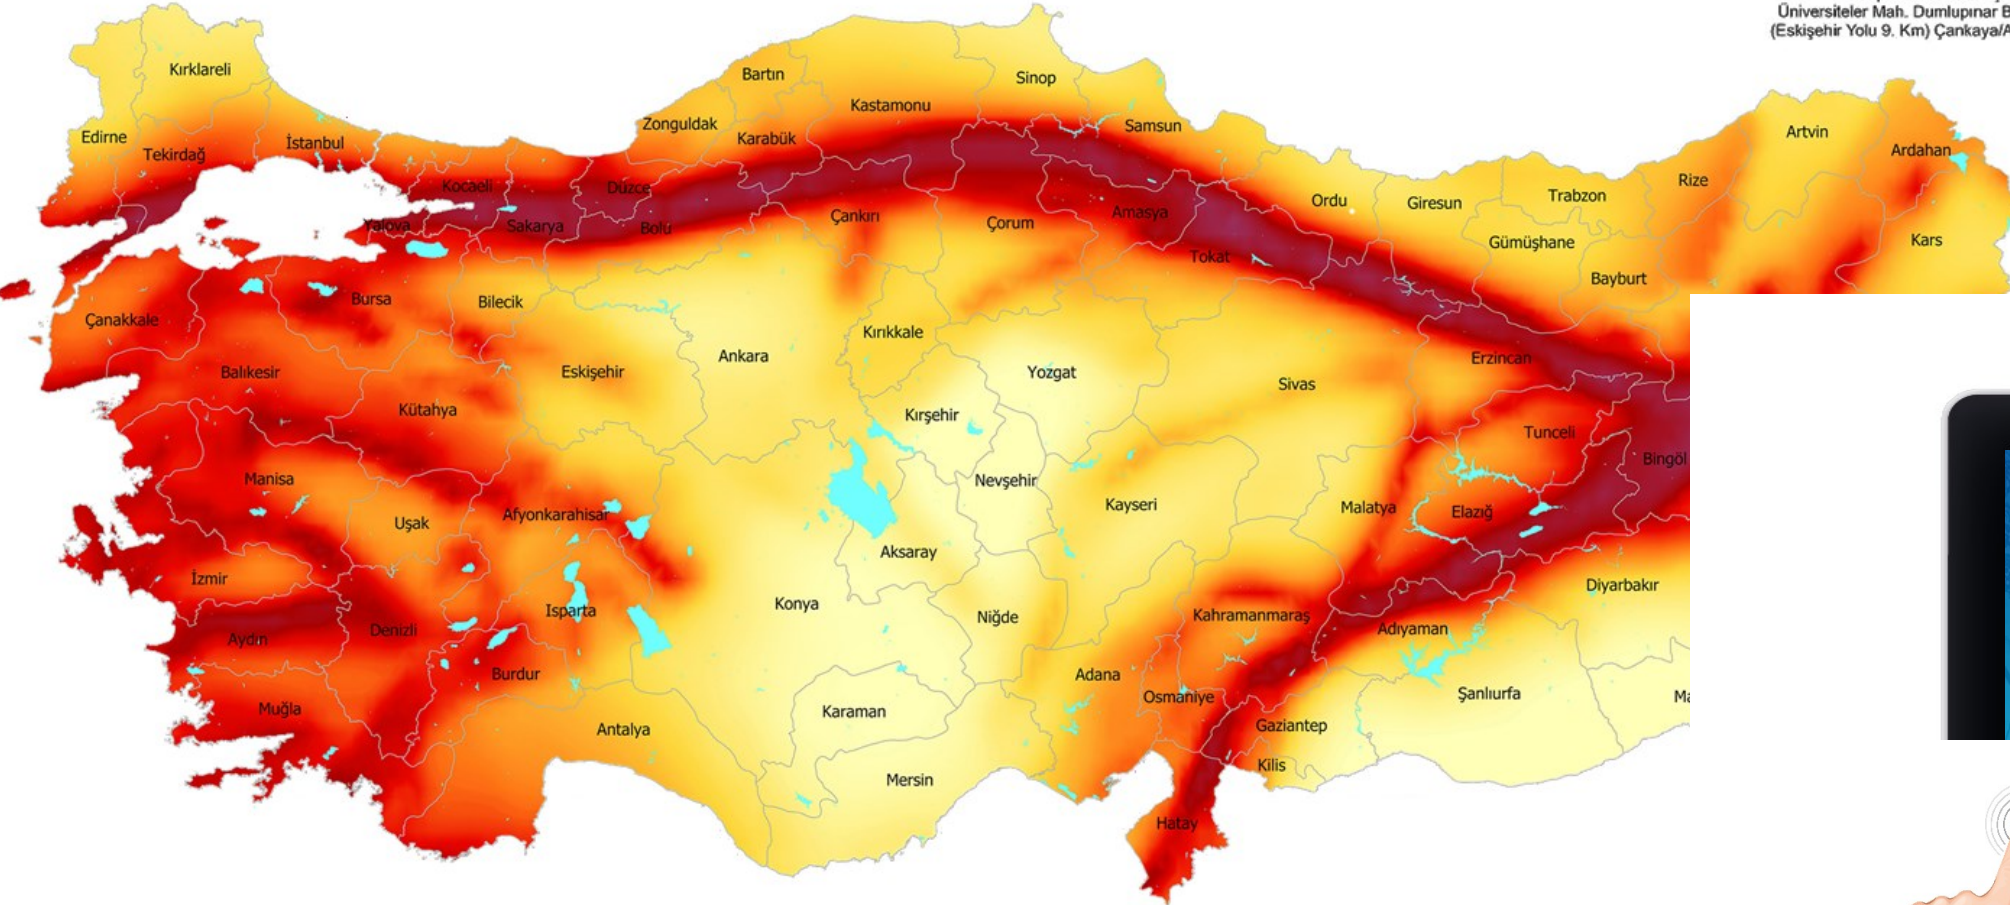 Üniversiteler Mah. Dumlupınar B
(Eskişehir Yolu 9. Km) Çankaya/A
Kırklareli
Edirne
Tekirdağ
İstanbul
Kocaeli
Yalova
Sakarya
Düzce
Bolu
Zonguldak
Bartın
Karabük
Kastamonu
Sinop
Samsun
Çankırı
Çorum
Amasya
Tokat
Ordu
Giresun
Trabzon
Gümüşhane
Bayburt
Rize
Artvin
Ardahan
Kars
Çanakkale
Bursa
Bilecik
Balıkesir
Kütahya
Eskişehir
Ankara
Kırıkkale
Kırşehir
Yozgat
Sivas
Erzincan
Tunceli
Bingöl
Manisa
Uşak
Afyonkarahisar
Nevşehir
Kayseri
Malatya
Elazığ
İzmir
Aksaray
Diyarbakır
Aydın
Denizli
Isparta
Konya
Niğde
Kahramanmaraş
Adıyaman
Burdur
Muğla
Antalya
Karaman
Adana
Osmaniye
Gaziantep
Şanlıurfa
Ma
Mersin
Kilis
Hatay